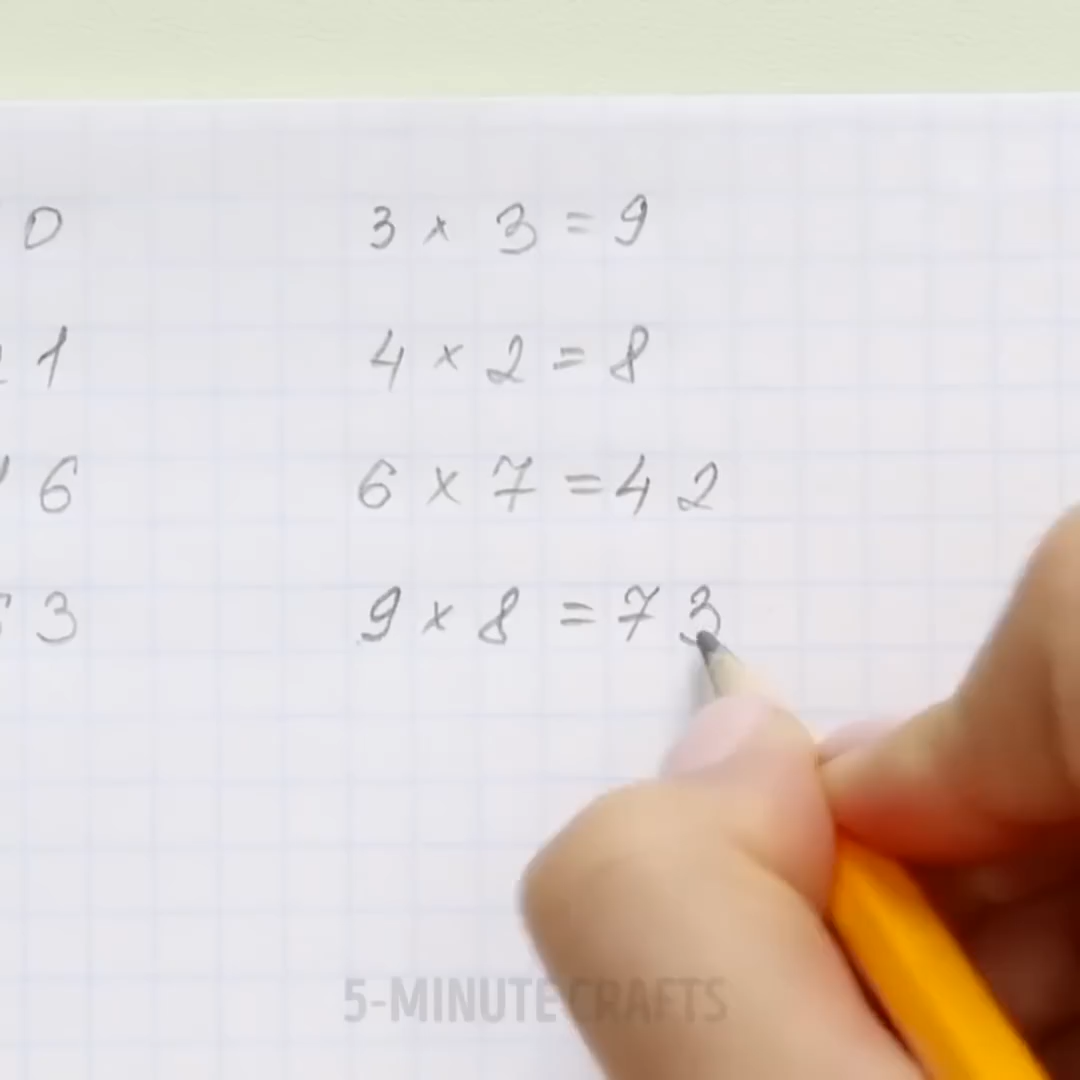 0 3 × 3 = 9
1 4 × 2 = 8
6 6 × 7 = 42
3 9 × 8 = 73
5-MINUTE CRAFTS